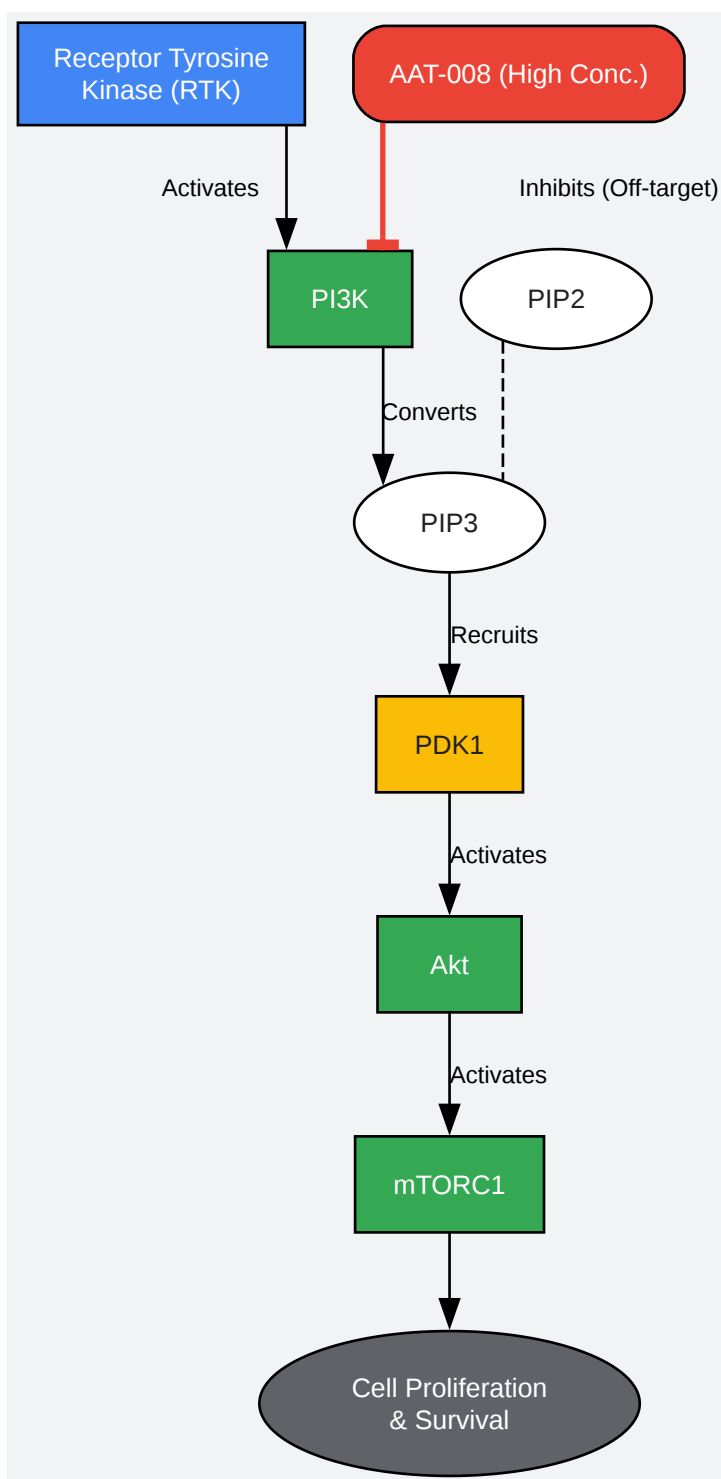 Receptor Tyrosine
Kinase (RTK)
AAT-008 (High Conc.)
Activates
Inhibits (Off-target)
PI3K
PIP2
Converts
PIP3
Recruits
PDK1
Activates
Akt
Activates
mTORC1
Cell Proliferation
& Survival